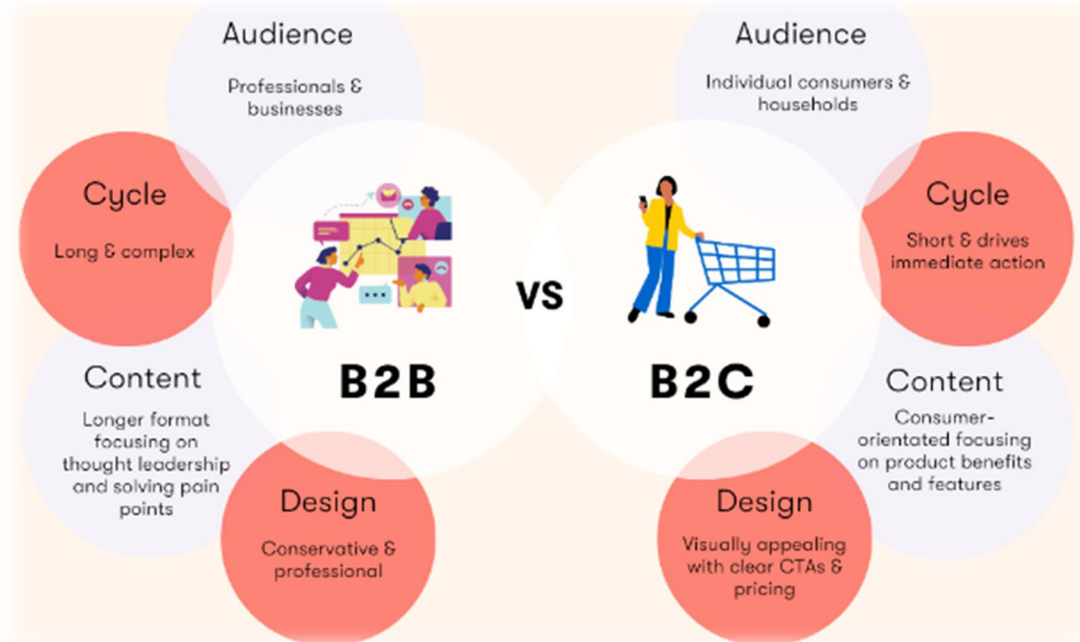 Audience
Professionals &
businesses
Cycle
Long & complex
Content
Longer format
focusing on
thought leadership
and solving pain
points
Design
Conservative &
professional
B2B
VS
B2C
Audience
Individual consumers &
households
Cycle
Short & drives
immediate action
Content
Consumer-
orientated focusing
on product benefits
and features
Design
Visually appealing
with clear CTAs &
pricing